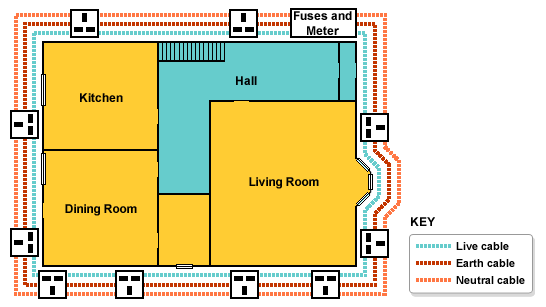 Fuses and
Meter
Hall
Kitchen
Living Room
Dining Room
KEY
Live cable
Earth cable
Neutral cable